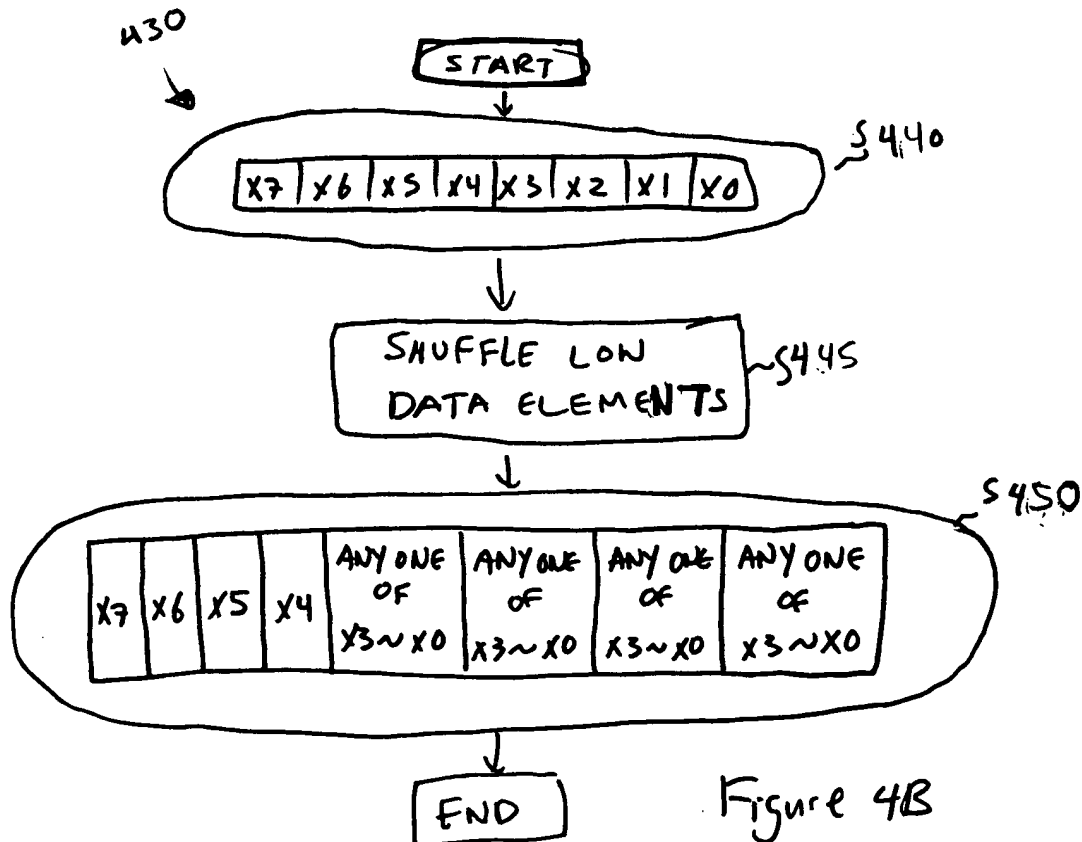 430
START
S440
X7 X6 X5 X4 X3 X2 X1 X0
SHUFFLE LOW
DATA ELEMENTS
S445
S450
X7 X6 X5 X4
ANY ONE
OF
X3~X0
ANY ONE
OF
X3~X0
ANY ONE
OF
X3~X0
ANY ONE
OF
X3~X0
END
Figure 4B